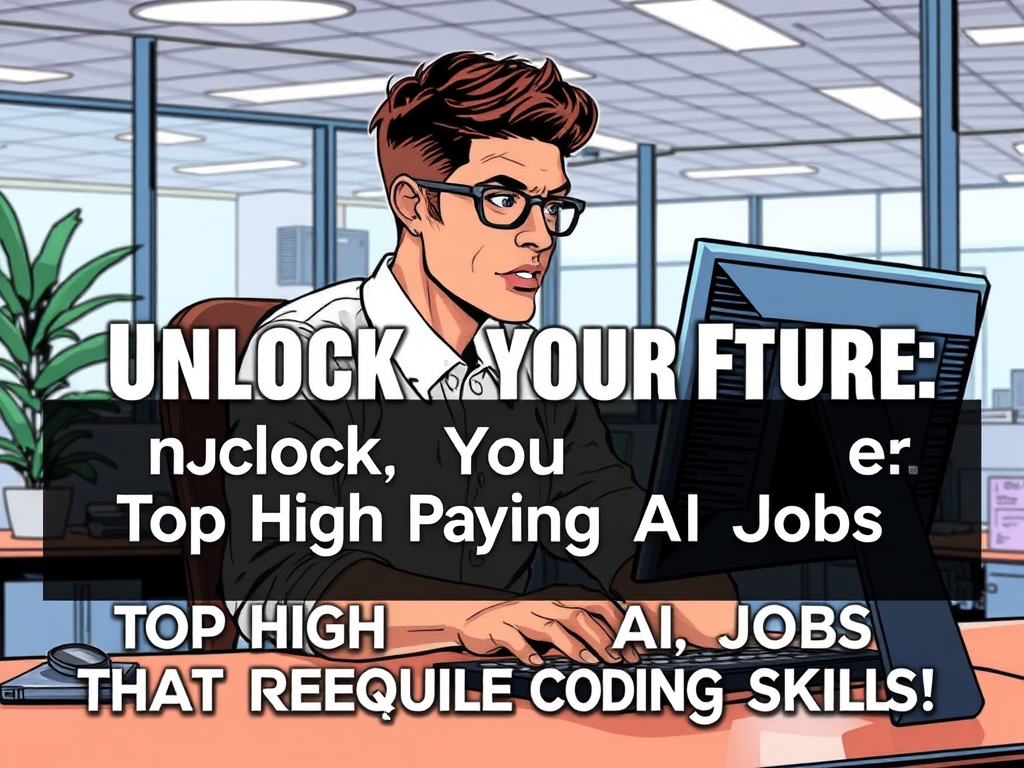 UNLOCK, YOUR FTURE:
nJclock, You er.
Top High Paying AI Jobs
TOP HIGH AI, JOBS
THAT REEQUILE CODING SKILLS!